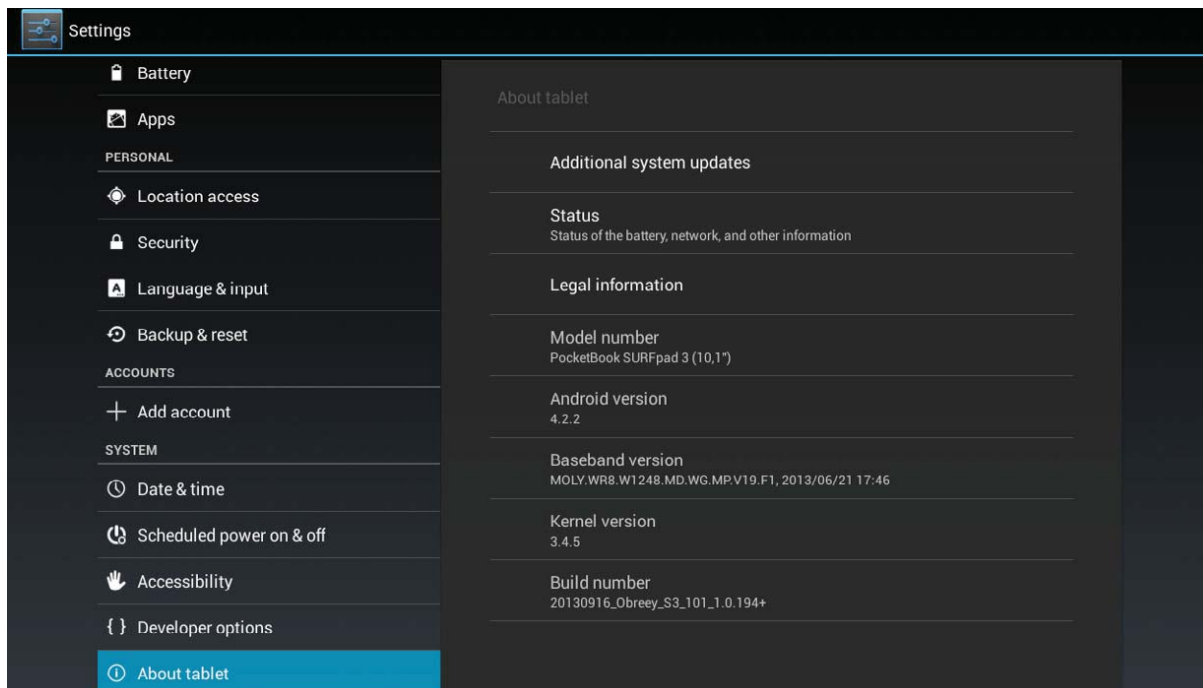 Settings
Battery
Apps
PERSONAL
Location access
Security
Language & input
Backup & reset
ACCOUNTS
Add account
SYSTEM
Date & time
Scheduled power on & off
Accessibility
{ } Developer options
About tablet
About tablet
Additional system updates
Status
Status of the battery, network, and other information
Legal information
Model number
PocketBook SURFpad 3 (10,1")
Android version
4.2.2
Baseband version
MOLY.WR8.W1248.MD.WG.MP.V19.F1, 2013/06/21 17:46
Kernel version
3.4.5
Build number
20130916_Obreey_S3_101_1.0.194+